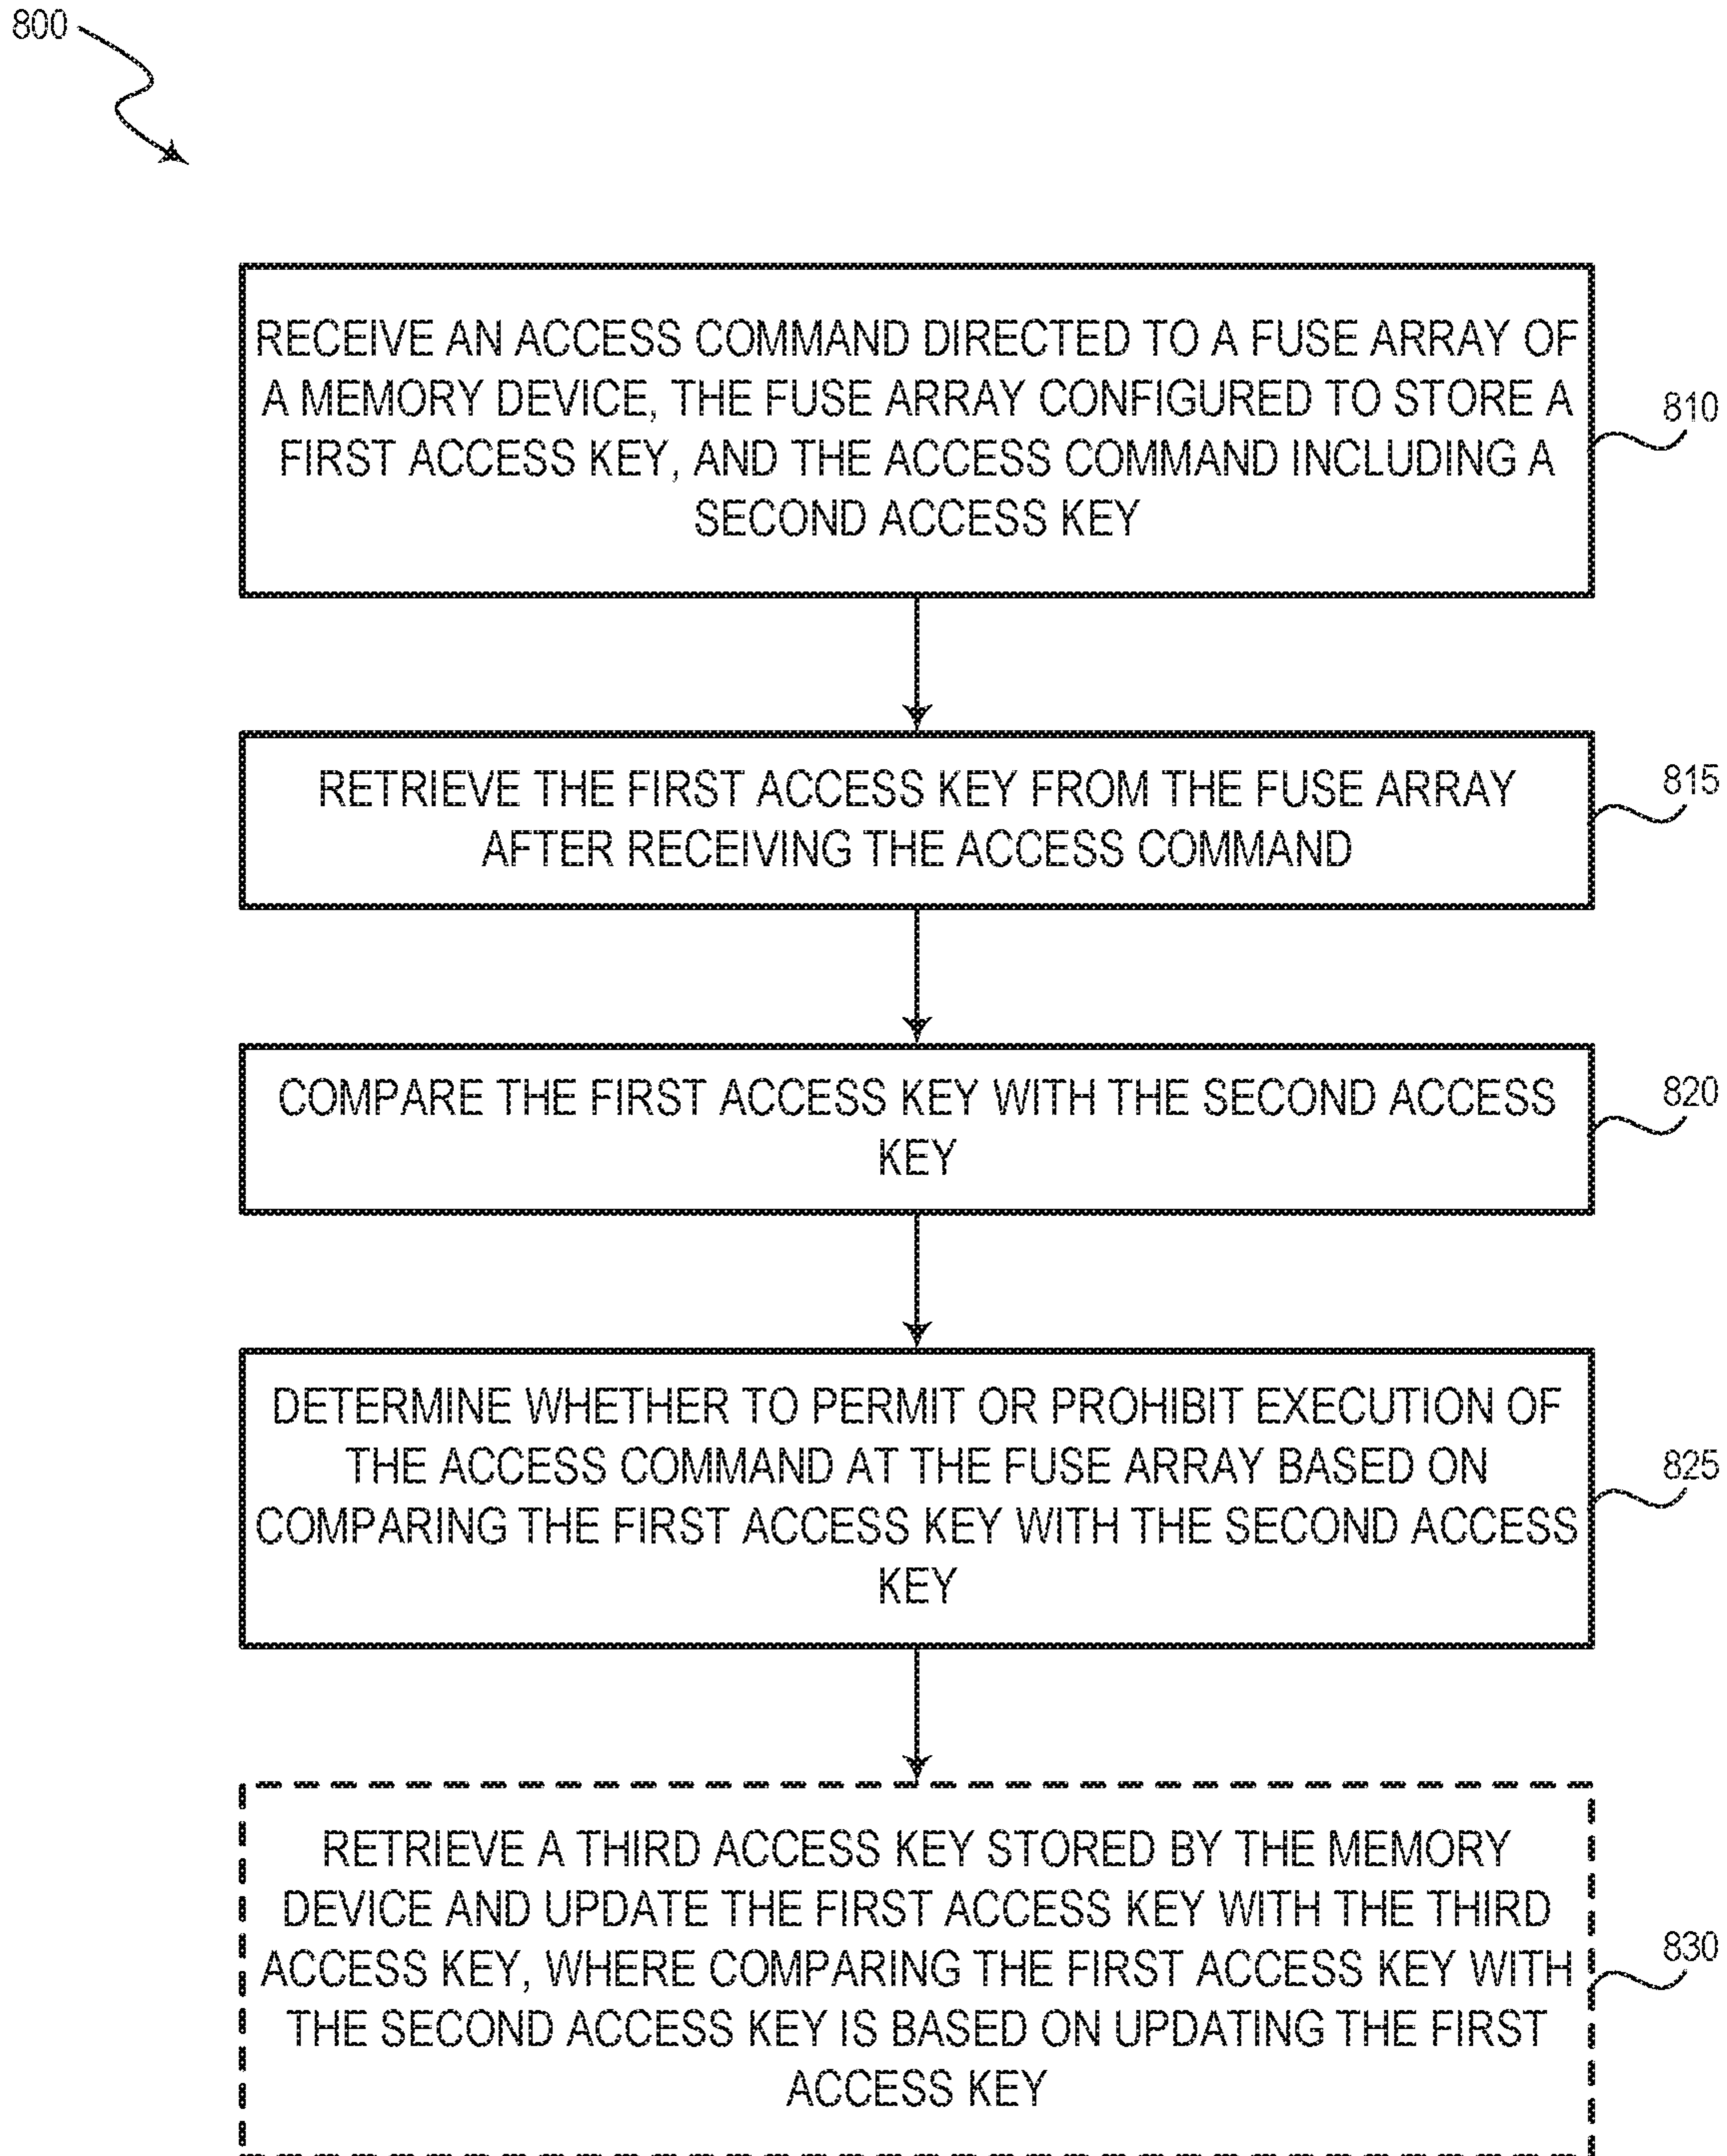 800
RECEIVE AN ACCESS COMMAND DIRECTED TO A FUSE ARRAY OF
A MEMORY DEVICE, THE FUSE ARRAY CONFIGURED TO STORE A
FIRST ACCESS KEY, AND THE ACCESS COMMAND INCLUDING A
SECOND ACCESS KEY
810
RETRIEVE THE FIRST ACCESS KEY FROM THE FUSE ARRAY
AFTER RECEIVING THE ACCESS COMMAND
815
COMPARE THE FIRST ACCESS KEY WITH THE SECOND ACCESS
KEY
820
DETERMINE WHETHER TO PERMIT OR PROHIBIT EXECUTION OF
THE ACCESS COMMAND AT THE FUSE ARRAY BASED ON
COMPARING THE FIRST ACCESS KEY WITH THE SECOND ACCESS
KEY
825
RETRIEVE A THIRD ACCESS KEY STORED BY THE MEMORY
DEVICE AND UPDATE THE FIRST ACCESS KEY WITH THE THIRD
ACCESS KEY, WHERE COMPARING THE FIRST ACCESS KEY WITH
THE SECOND ACCESS KEY IS BASED ON UPDATING THE FIRST
ACCESS KEY
830